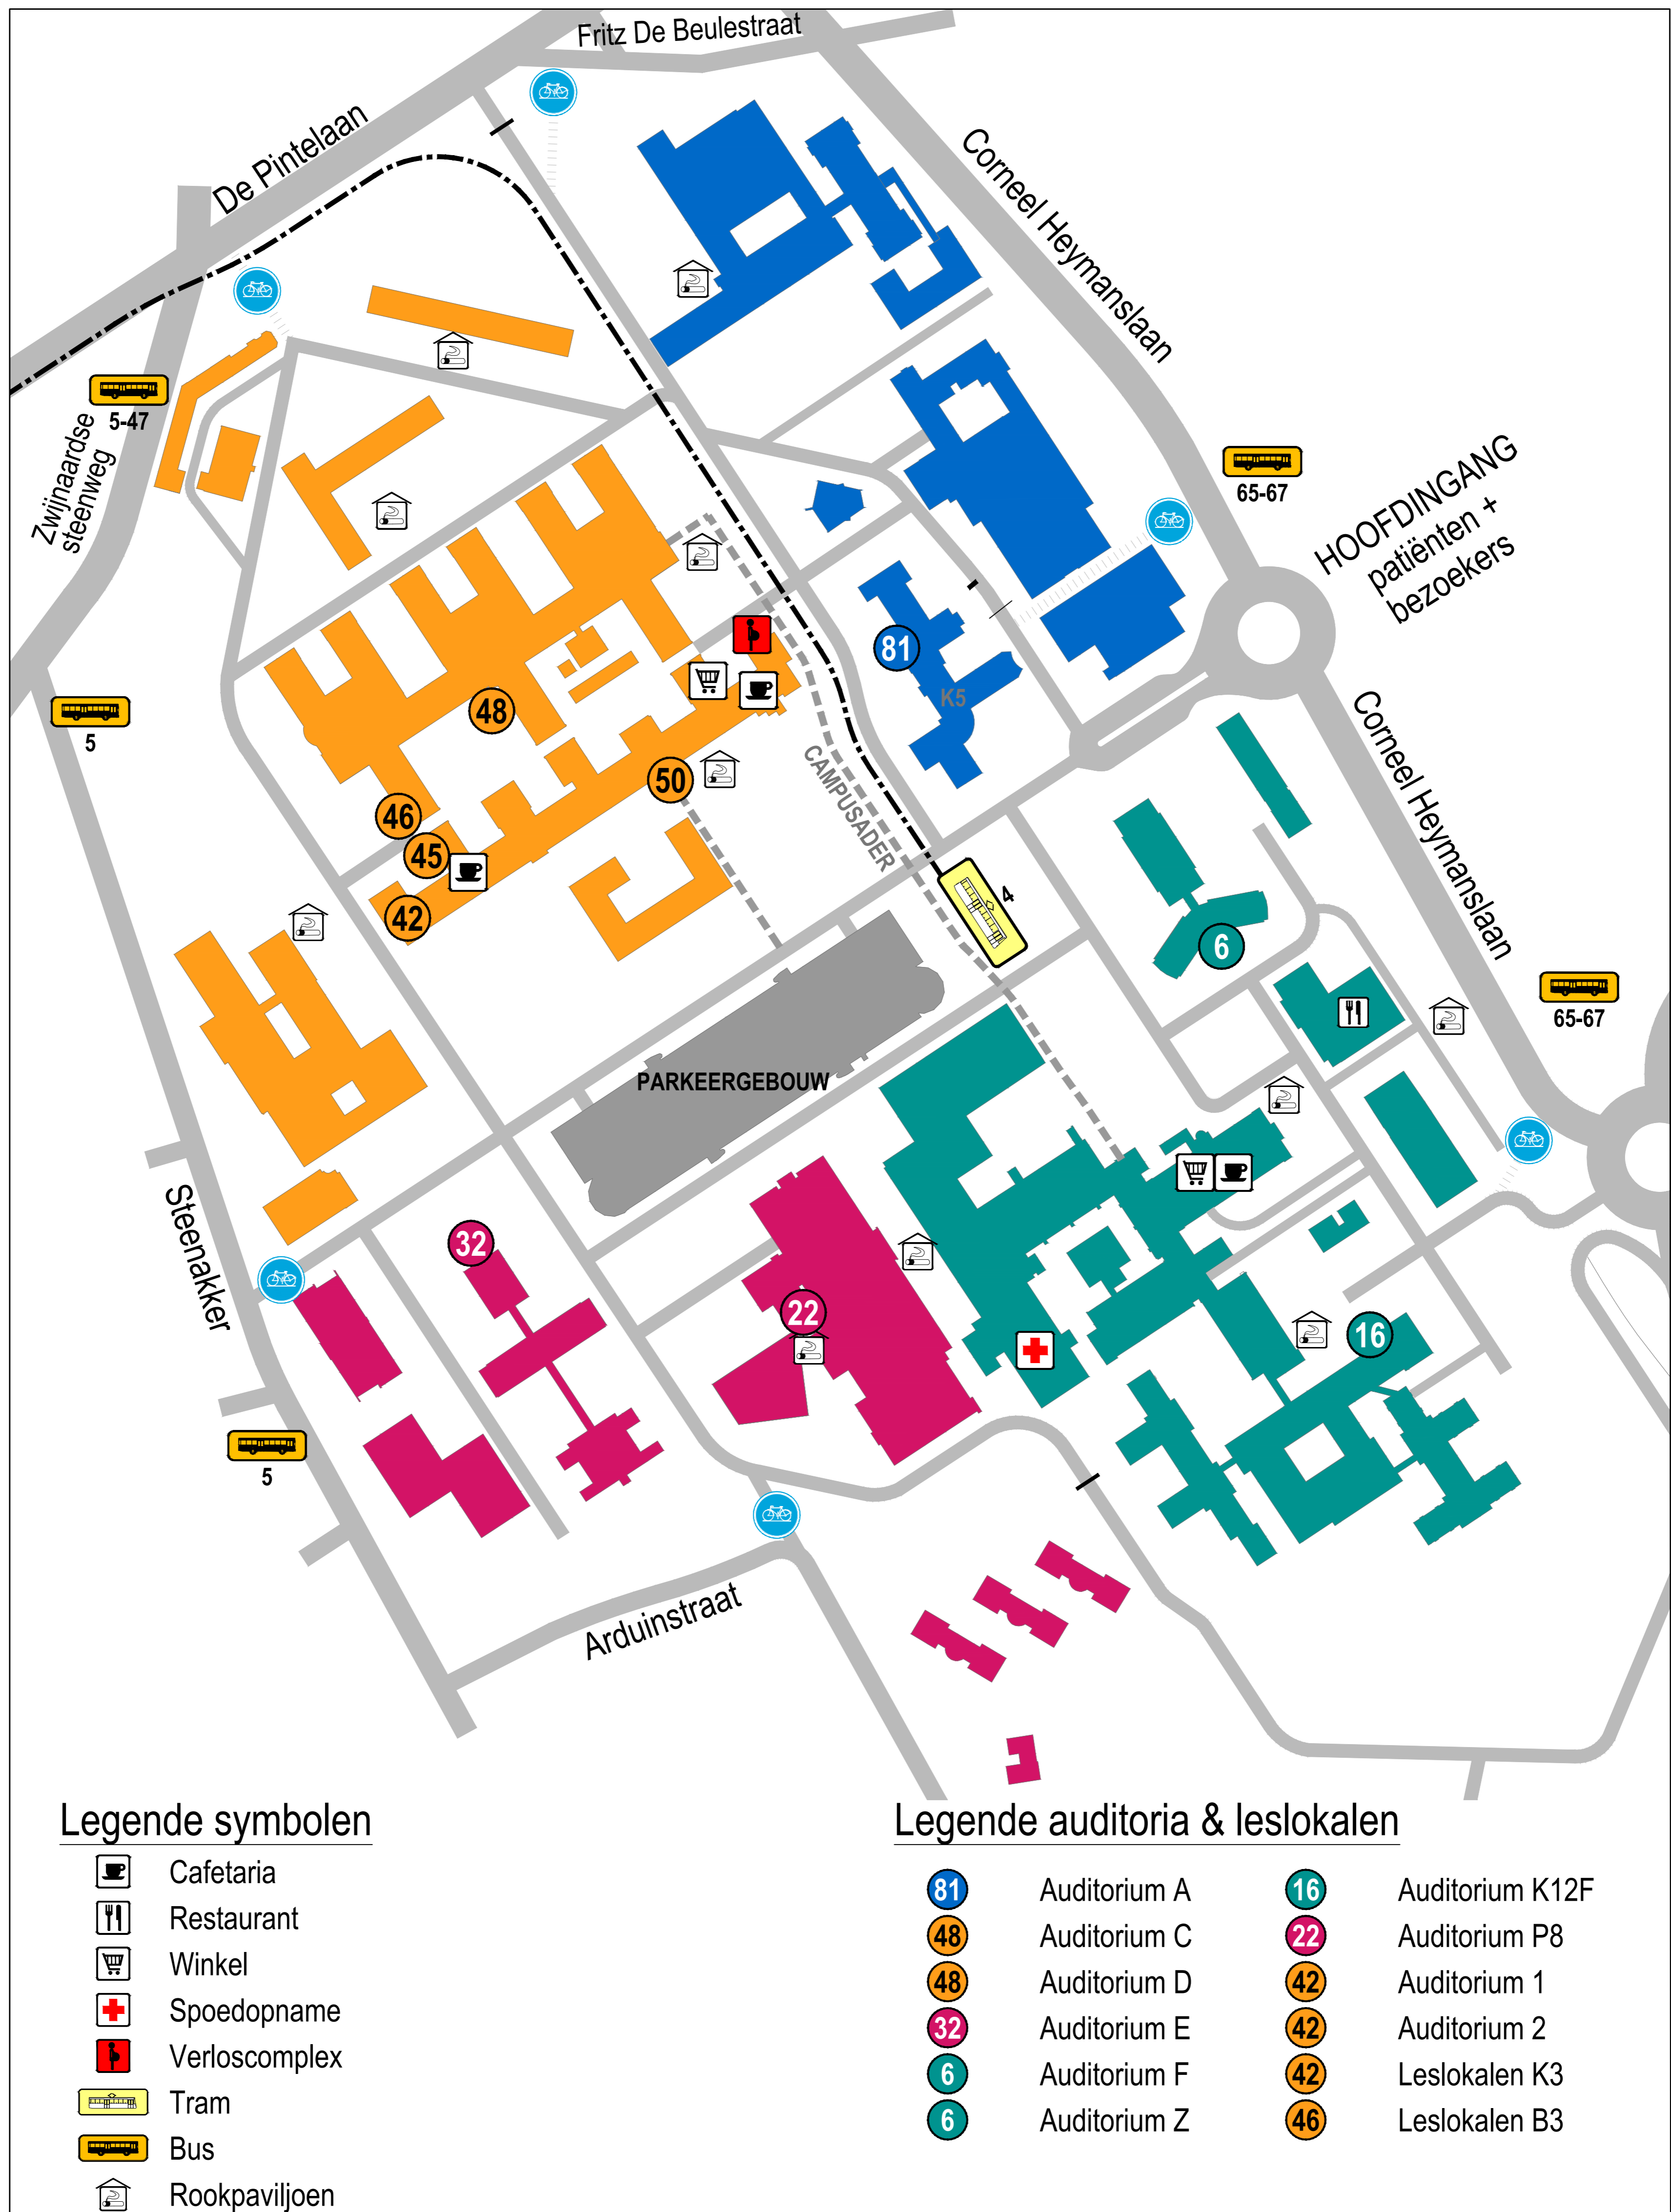 Fritz De Beulestraat
De Pintelaan
Corneel Heymanslaan
5-47
Zwijnaardse
steenweg
65-67
HOOFDINGANG
patiënten +
bezoekers
81
K5
48
5
50
CAMPUSADER
46
45
42
4
Corneel Heymanslaan
6
65-67
PARKEERGEBOUW
Steenakker
32
22
16
5
Arduinstraat
Legende symbolen
Cafetaria
Restaurant
Winkel
Spoedopname
Verloscomplex
Tram
Bus
Rookpaviljoen
Legende auditoria & leslokalen
81 Auditorium A
48 Auditorium C
48 Auditorium D
32 Auditorium E
6 Auditorium F
6 Auditorium Z
16 Auditorium K12F
22 Auditorium P8
42 Auditorium 1
42 Auditorium 2
42 Leslokalen K3
46 Leslokalen B3